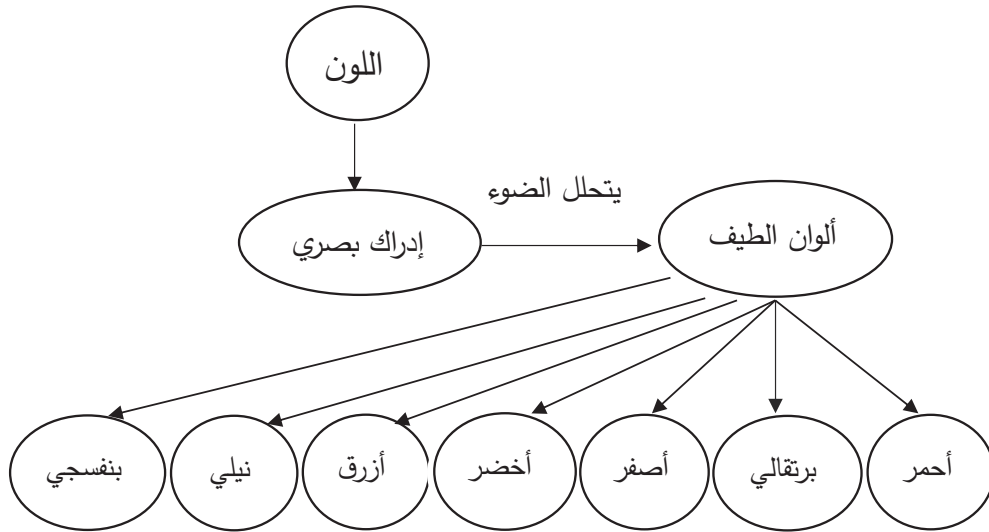 اللون
يتحلل الضوء
ألوان الطيف
إدراك بصري
أحمر
برتقالي
أصفر
أخضر
أزرق
نيلي
بنفسجي